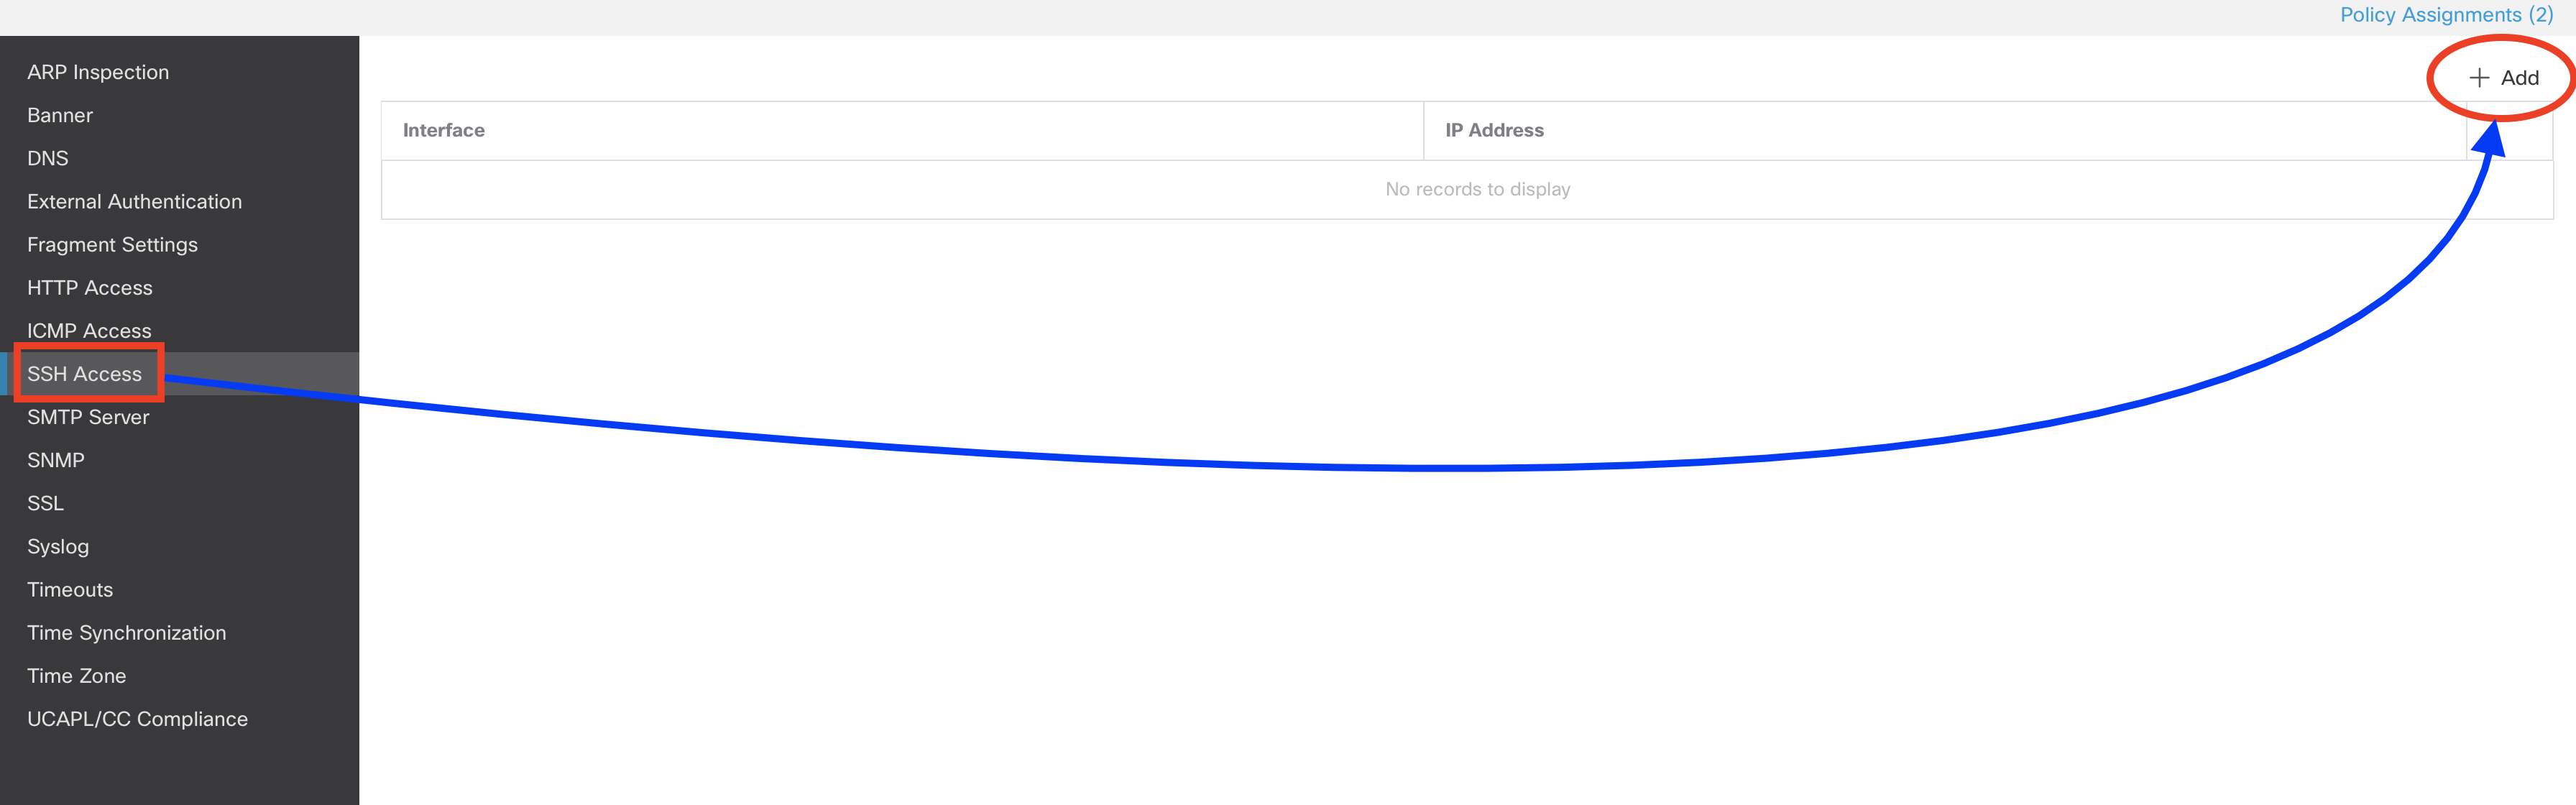 Policy Assignments (2)
ARP Inspection
Banner
DNS
External Authentication
Fragment Settings
HTTP Access
ICMP Access
SSH Access
SMTP Server
SNMP
SSL
Syslog
Timeouts
Time Synchronization
Time Zone
UCAPL/CC Compliance
+ Add
Interface IP Address
No records to display